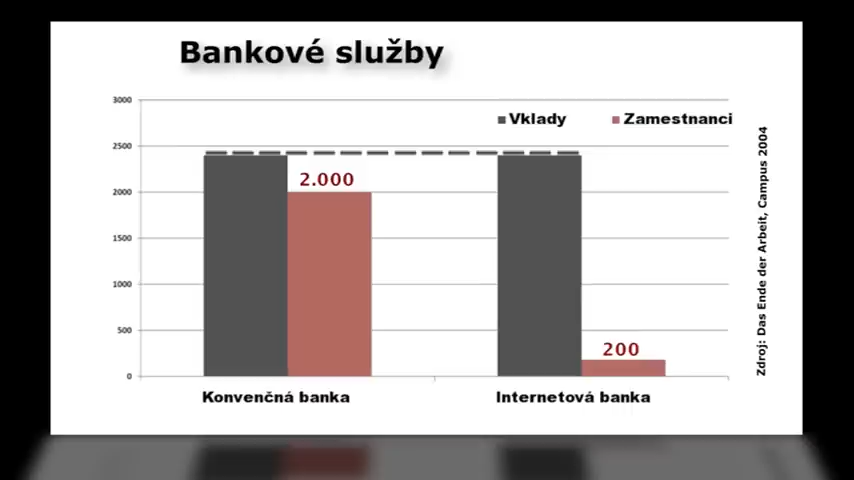 Bankové služby
Vklady
Zamestnanci
3000
2500
2000
1500
1000
500
0
2.000
200
Konvenčná banka
Internetová banka
Zdroj: Das Ende der Arbeit, Campus 2004